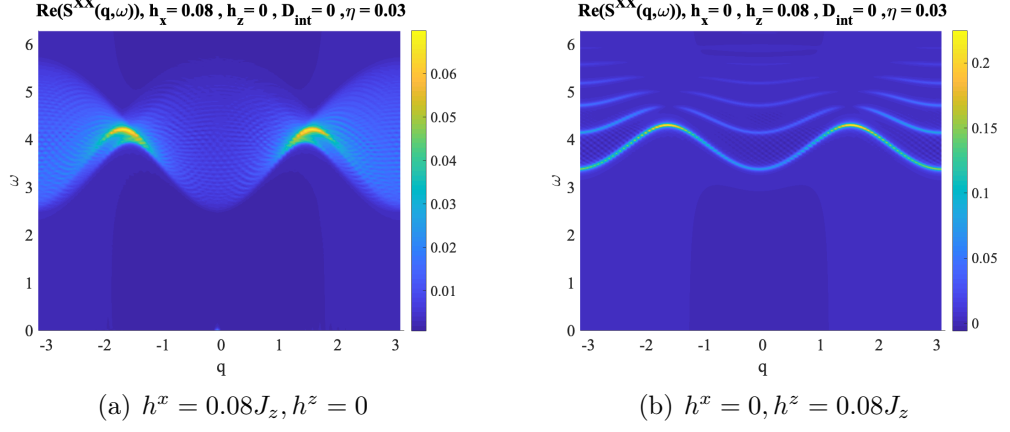 Re(S^XX(q,ω)), h_x = 0.08 , h_z = 0 , D_int = 0 ,η = 0.03
6
5
4
3
2
1
0
ω
-3 -2 -1 0 1 2 3
q
0.06
0.05
0.04
0.03
0.02
0.01
(a) h^x = 0.08J_z, h^z = 0
Re(S^XX(q,ω)), h_x = 0 , h_z = 0.08 , D_int = 0 , η = 0.03
6
5
4
3
2
1
0
ω
-3 -2 -1 0 1 2 3
q
0.2
0.15
0.1
0.05
0
(b) h^x = 0, h^z = 0.08J_z